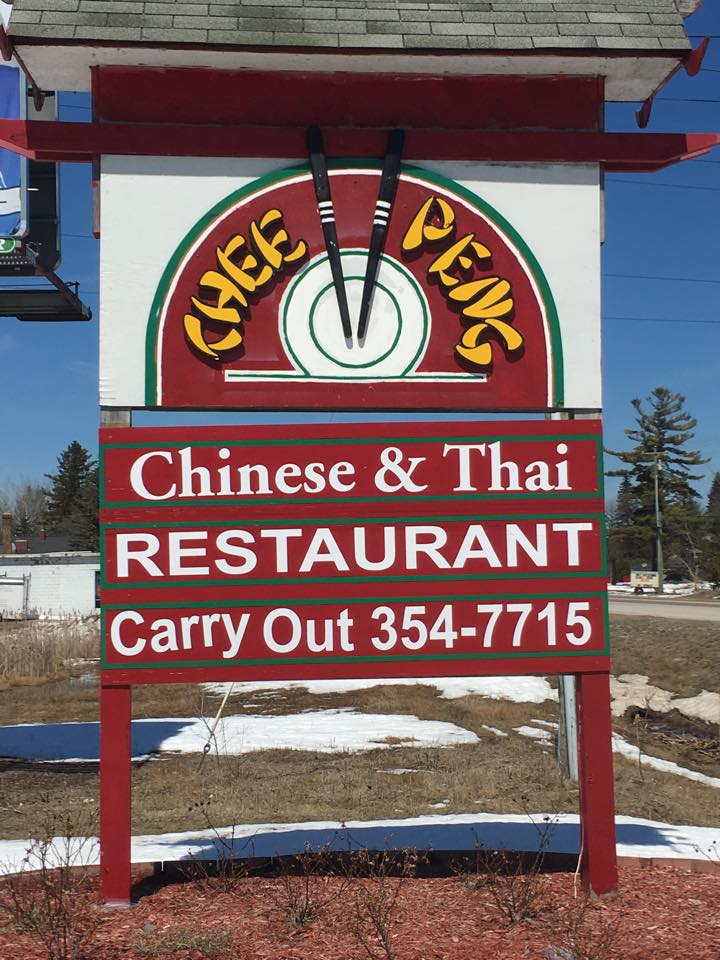 CHEE PENG
Chinese & Thai
RESTAURANT
Carry Out 354-7715